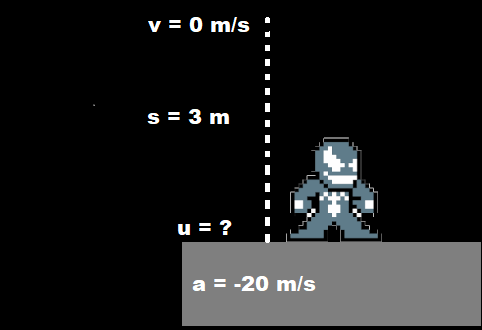 v = 0 m/s
s = 3 m
u = ?
a = -20 m/s